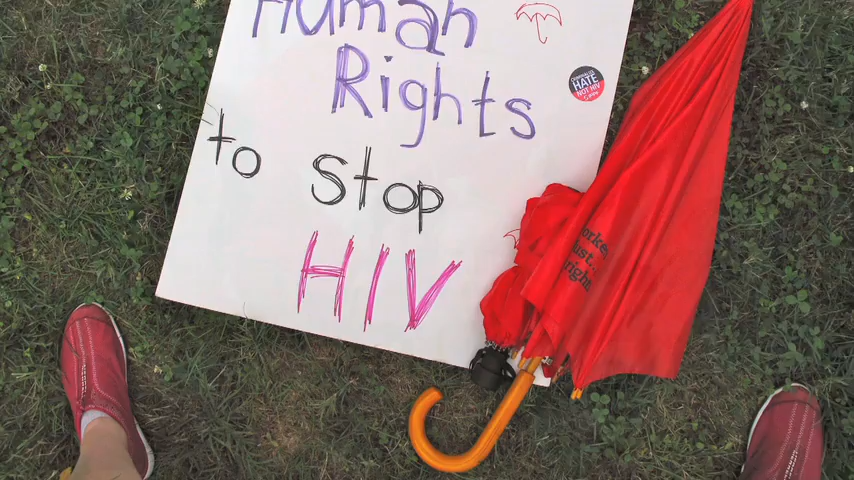 Human
Rights
to Stop
HIV
HATE
NOT HIV